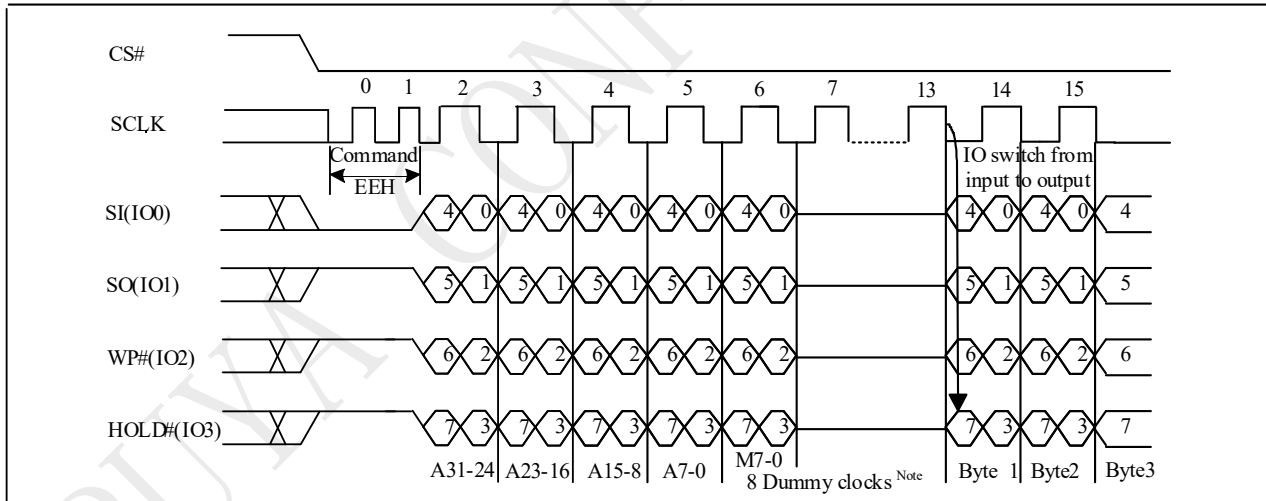 CS#
0 1 2 3 4 5 6 7 13 14 15
SCLK
Command
EEH
IO switch from
input to output
SI(IO0)
4 0 4 0 4 0 4 0 4 0 4 0 4 0 4
SO(IO1)
5 1 5 1 5 1 5 1 5 1 5 1 5 1 5
WP#(IO2)
6 2 6 2 6 2 6 2 6 2 6 2 6 2 6
HOLD#(IO3)
7 3 7 3 7 3 7 3 7 3 7 3 7 3 7
A31-24 A23-16 A15-8 A7-0 M7-0
8 Dummy clocks Note
Byte 1 Byte2 Byte3